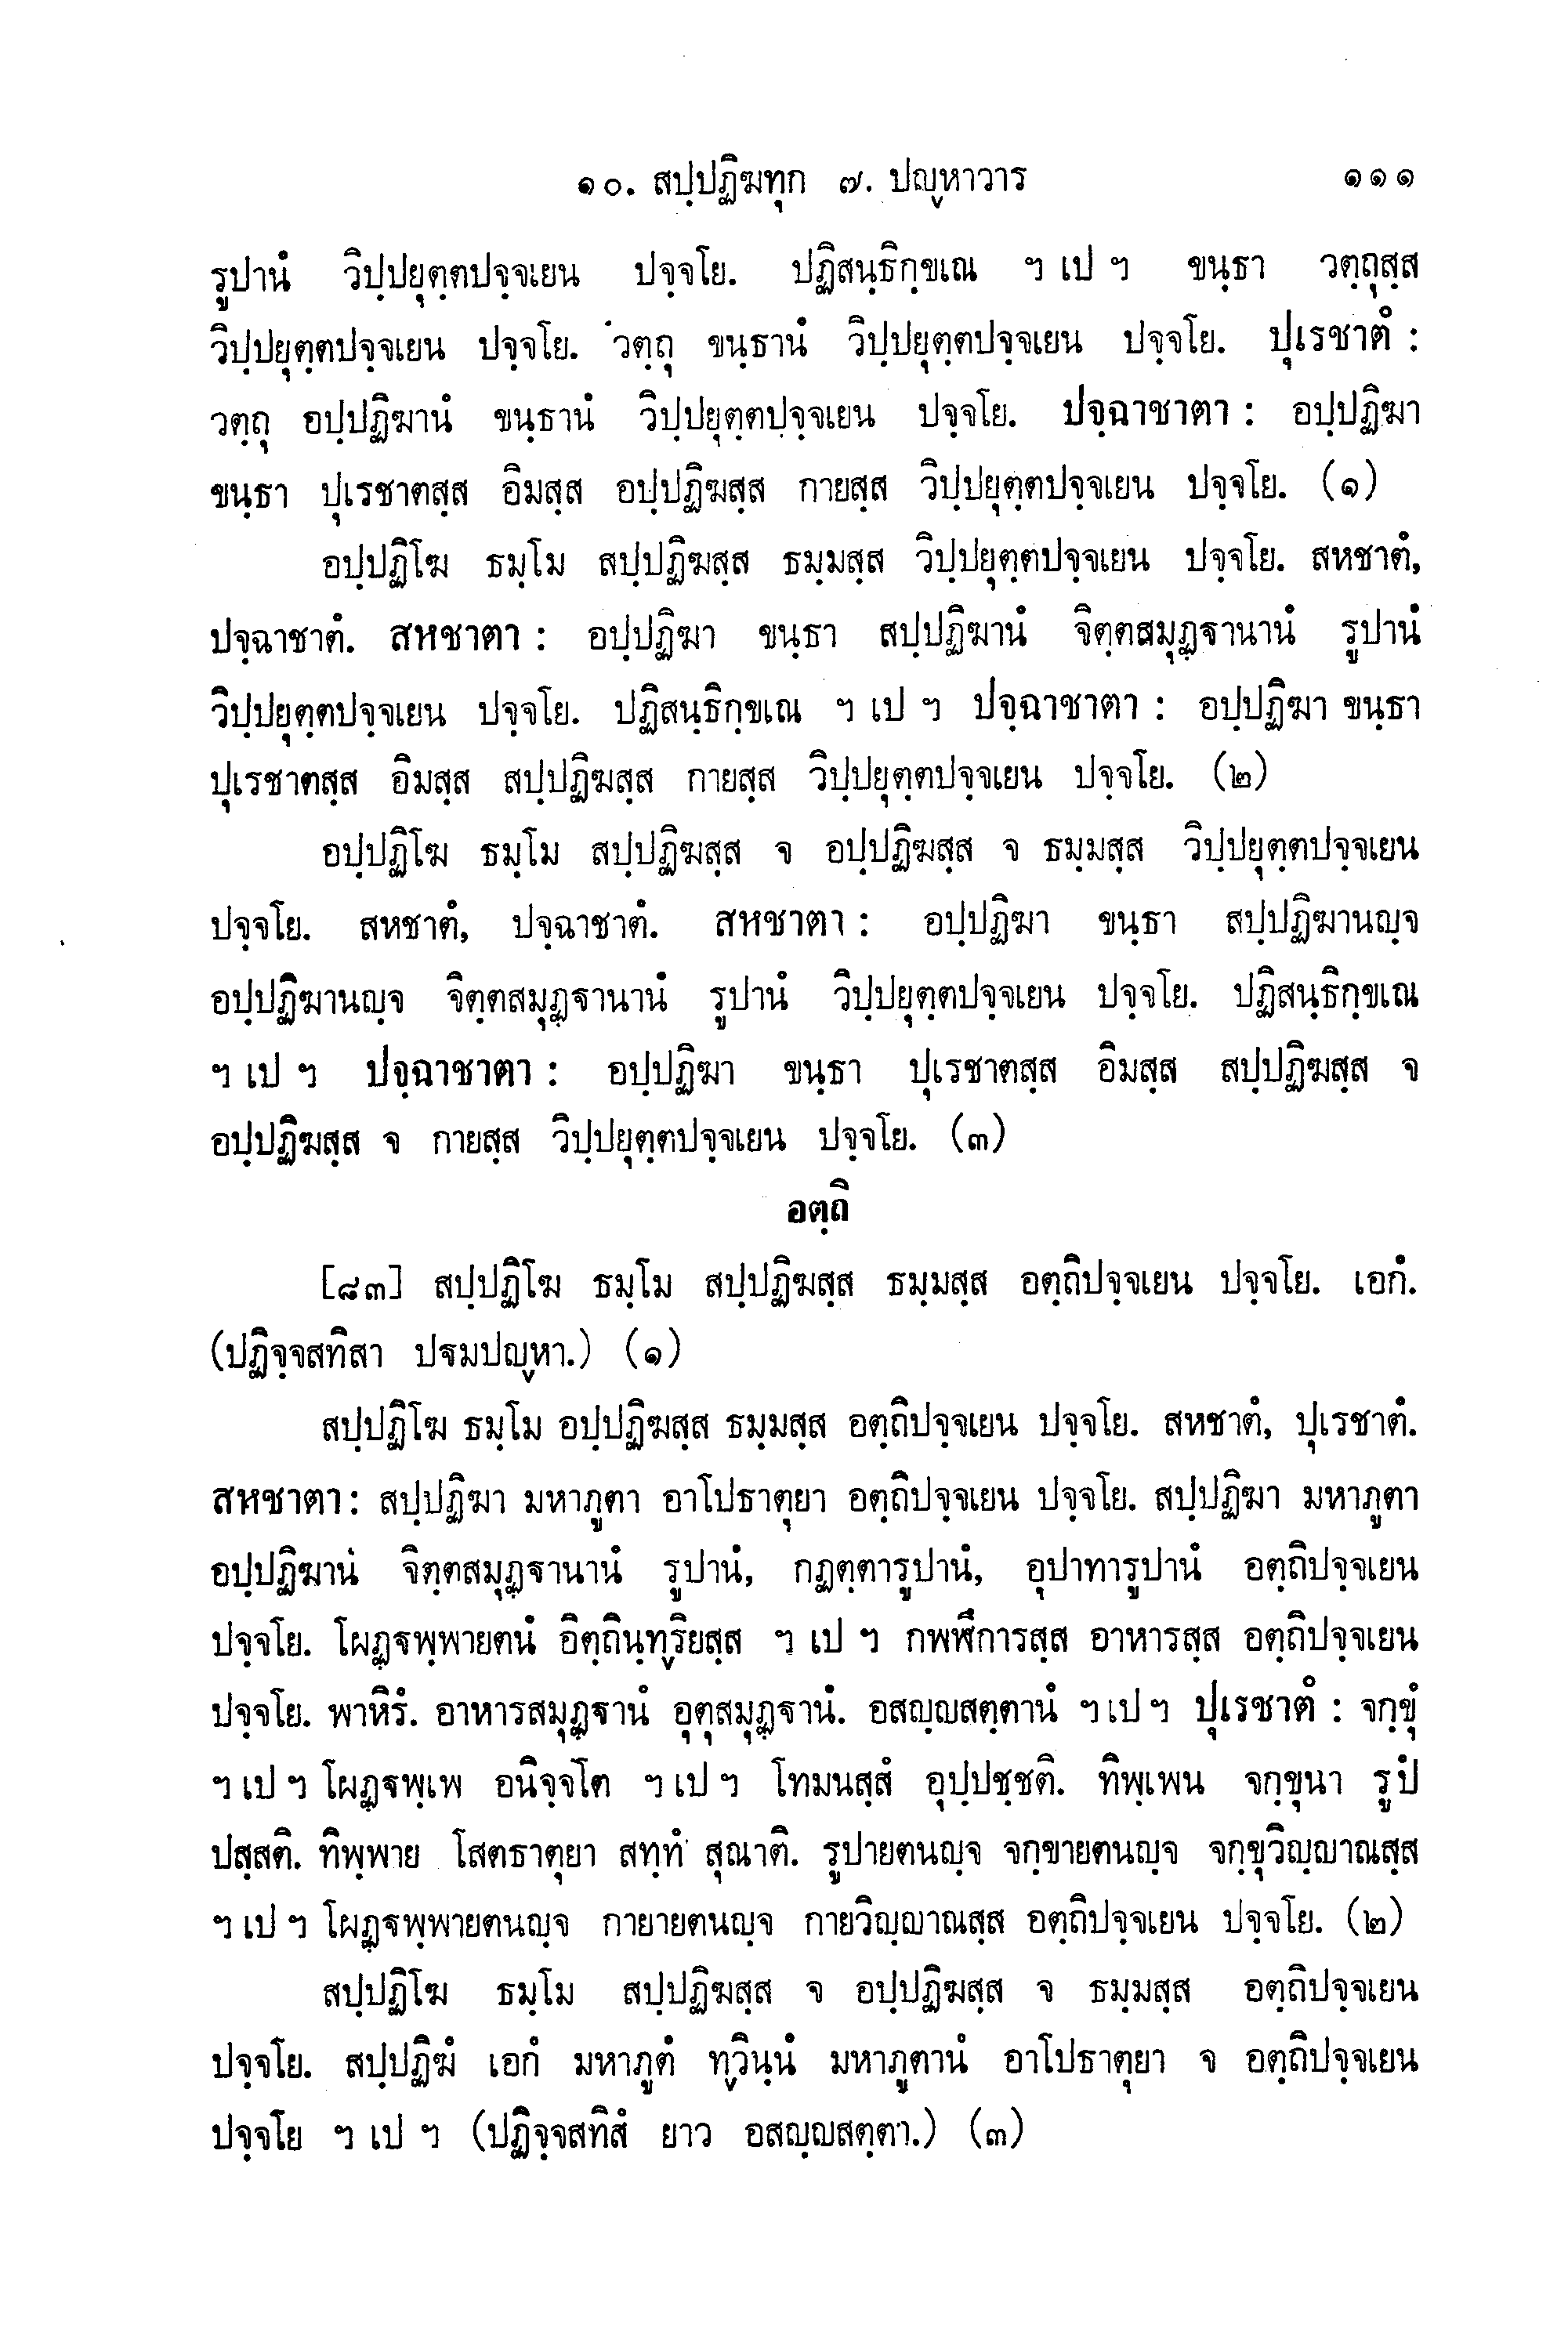 ๑๐. สปฺปฏิฆทุก ๗. ปญฺหาวาร ๑๑๑
รูปานํ วิปฺปยุตฺตปจฺจเยน ปจฺจโย. ปฏิสนฺธิกฺขเณ ฯ เป ฯ ขนฺธา วตฺถุสฺส
วิปฺปยุตฺตปจฺจเยน ปจฺจโย. วตฺถุ ขนฺธานํ วิปฺปยุตฺตปจฺจเยน ปจฺจโย. ปุเรชาตํ :
วตฺถุ อปฺปฏิฆานํ ขนฺธานํ วิปฺปยุตฺตปจฺจเยน ปจฺจโย. ปจฺฉาชาตา : อปฺปฏิฆา
ขนฺธา ปุเรชาตสฺส อิมสฺส อปฺปฏิฆสฺส กายสฺส วิปฺปยุตฺตปจฺจเยน ปจฺจโย. (๑)
อปฺปฏิโฆ ธมฺโม สปฺปฏิฆสฺส ธมฺมสฺส วิปฺปยุตฺตปจฺจเยน ปจฺจโย. สหชาตํ,
ปจฺฉาชาตํ. สหชาตา : อปฺปฏิฆา ขนฺธา สปฺปฏิฆานํ จิตฺตสมุฏฺฐานานํ รูปานํ
วิปฺปยุตฺตปจฺจเยน ปจฺจโย. ปฏิสนฺธิกฺขเณ ฯ เป ฯ ปจฺฉาชาตา : อปฺปฏิฆา ขนฺธา
ปุเรชาตสฺส อิมสฺส สปฺปฏิฆสฺส กายสฺส วิปฺปยุตฺตปจฺจเยน ปจฺจโย. (๒)
อปฺปฏิโฆ ธมฺโม สปฺปฏิฆสฺส จ อปฺปฏิฆสฺส จ ธมฺมสฺส วิปฺปยุตฺตปจฺจเยน
ปจฺจโย. สหชาตํ, ปจฺฉาชาตํ. สหชาตา : อปฺปฏิฆา ขนฺธา สปฺปฏิฆานญฺจ
อปฺปฏิฆานญฺจ จิตฺตสมุฏฺฐานานํ รูปานํ วิปฺปยุตฺตปจฺจเยน ปจฺจโย. ปฏิสนฺธิกฺขเณ
ฯ เป ฯ ปจฺฉาชาตา : อปฺปฏิฆา ขนฺธา ปุเรชาตสฺส อิมสฺส สปฺปฏิฆสฺส จ
อปฺปฏิฆสฺส จ กายสฺส วิปฺปยุตฺตปจฺจเยน ปจฺจโย. (๓)
อตฺถิ
[๘๓] สปฺปฏิโฆ ธมฺโม สปฺปฏิฆสฺส ธมฺมสฺส อตฺถิปจฺจเยน ปจฺจโย. เอกํ.
(ปฏิจฺจสทิสา ปฐมปญฺหา.) (๑)
สปฺปฏิโฆ ธมฺโม อปฺปฏิฆสฺส ธมฺมสฺส อตฺถิปจฺจเยน ปจฺจโย. สหชาตํ, ปุเรชาตํ.
สหชาตา : สปฺปฏิฆา มหาภูตา อาโปธาตุยา อตฺถิปจฺจเยน ปจฺจโย. สปฺปฏิฆา มหาภูตา
อปฺปฏิฆานํ จิตฺตสมุฏฺฐานานํ รูปานํ, กฏตฺตารูปานํ, อุปาทารูปานํ อตฺถิปจฺจเยน
ปจฺจโย. โผฏฺฐพฺพายตนํ อิตฺถินฺทฺริยสฺส ฯ เป ฯ กพฬีการสฺส อาหารสฺส อตฺถิปจฺจเยน
ปจฺจโย. พาหิรํ. อาหารสมุฏฺฐานํ อุตุสมุฏฺฐานํ. อสญฺญสตฺตานํ ฯ เป ฯ ปุเรชาตํ : จกฺขุํ
ฯ เป ฯ โผฏฺฐพฺเพ อนิจฺจโต ฯ เป ฯ โทมนสฺสํ อุปฺปชฺชติ. ทิพฺเพน จกฺขุนา รูปํ
ปสฺสติ. ทิพฺพาย โสตธาตุยา สทฺทํ สุณาติ. รูปายตนญฺจ จกฺขายตนญฺจ จกฺขุวิญฺญาณสฺส
ฯ เป ฯ โผฏฺฐพฺพายตนญฺจ กายายตนญฺจ กายวิญฺญาณสฺส อตฺถิปจฺจเยน ปจฺจโย. (๒)
สปฺปฏิโฆ ธมฺโม สปฺปฏิฆสฺส จ อปฺปฏิฆสฺส จ ธมฺมสฺส อตฺถิปจฺจเยน
ปจฺจโย. สปฺปฏิฆํ เอกํ มหาภูตํ ทฺวินฺนํ มหาภูตานํ อาโปธาตุยา จ อตฺถิปจฺจเยน
ปจฺจโย ฯ เป ฯ (ปฏิจฺจสทิสํ ยาว อสญฺญสตฺตา.) (๓)